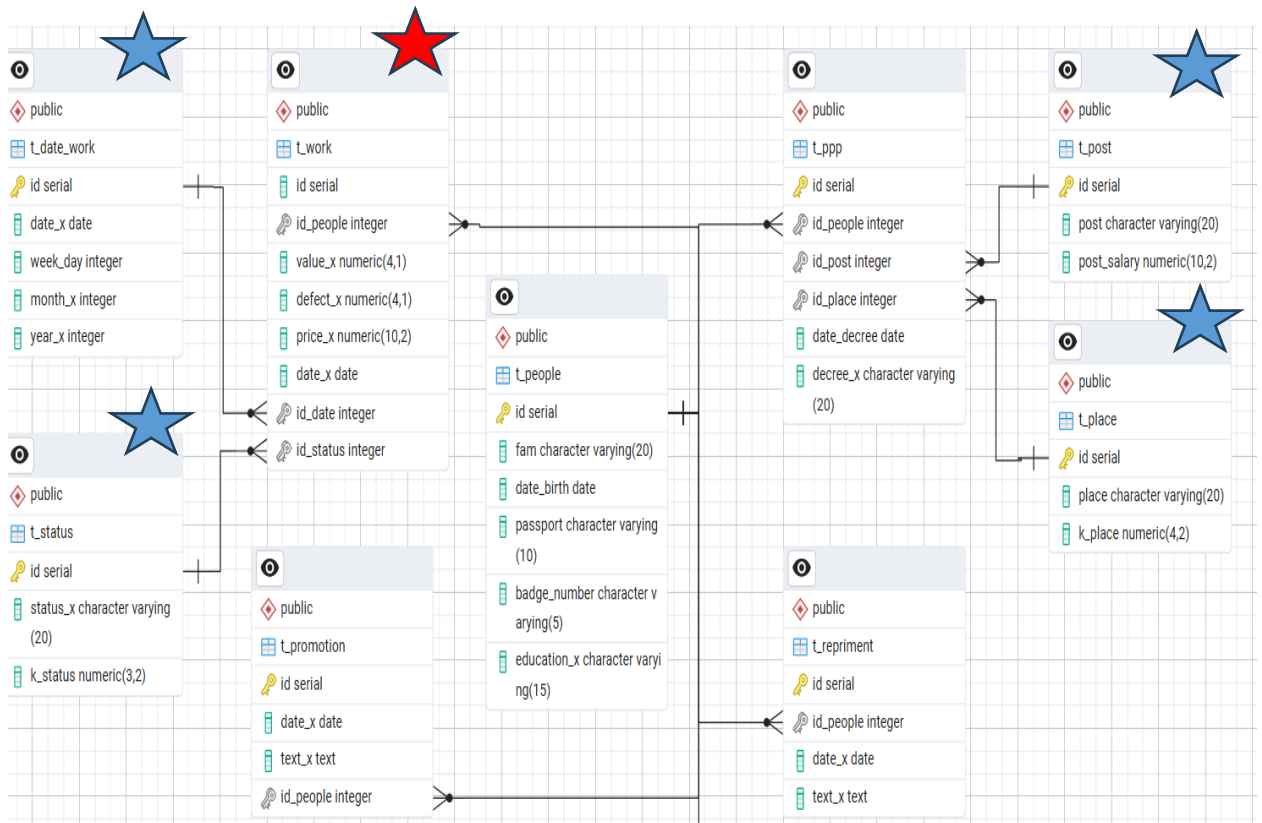 public
t_date_work
id serial
date_x date
week_day integer
month_x integer
year_x integer
public
t_status
id serial
status_x character varying
(20)
k_status numeric(3,2)
public
t_work
id serial
id_people integer
value_x numeric(4,1)
defect_x numeric(4,1)
price_x numeric(10,2)
date_x date
id_date integer
id_status integer
public
t_promotion
id serial
date_x date
text_x text
id_people integer
public
t_people
id serial
fam character varying(20)
date_birth date
passport character varying
(10)
badge_number character v
arying(5)
education_x character varyi
ng(15)
public
t_ppp
id serial
id_people integer
id_post integer
id_place integer
date_decree date
decree_x character varying
(20)
public
t_repriment
id serial
id_people integer
date_x date
text_x text
public
t_post
id serial
post character varying(20)
post_salary numeric(10,2)
public
t_place
id serial
place character varying(20)
k_place numeric(4,2)